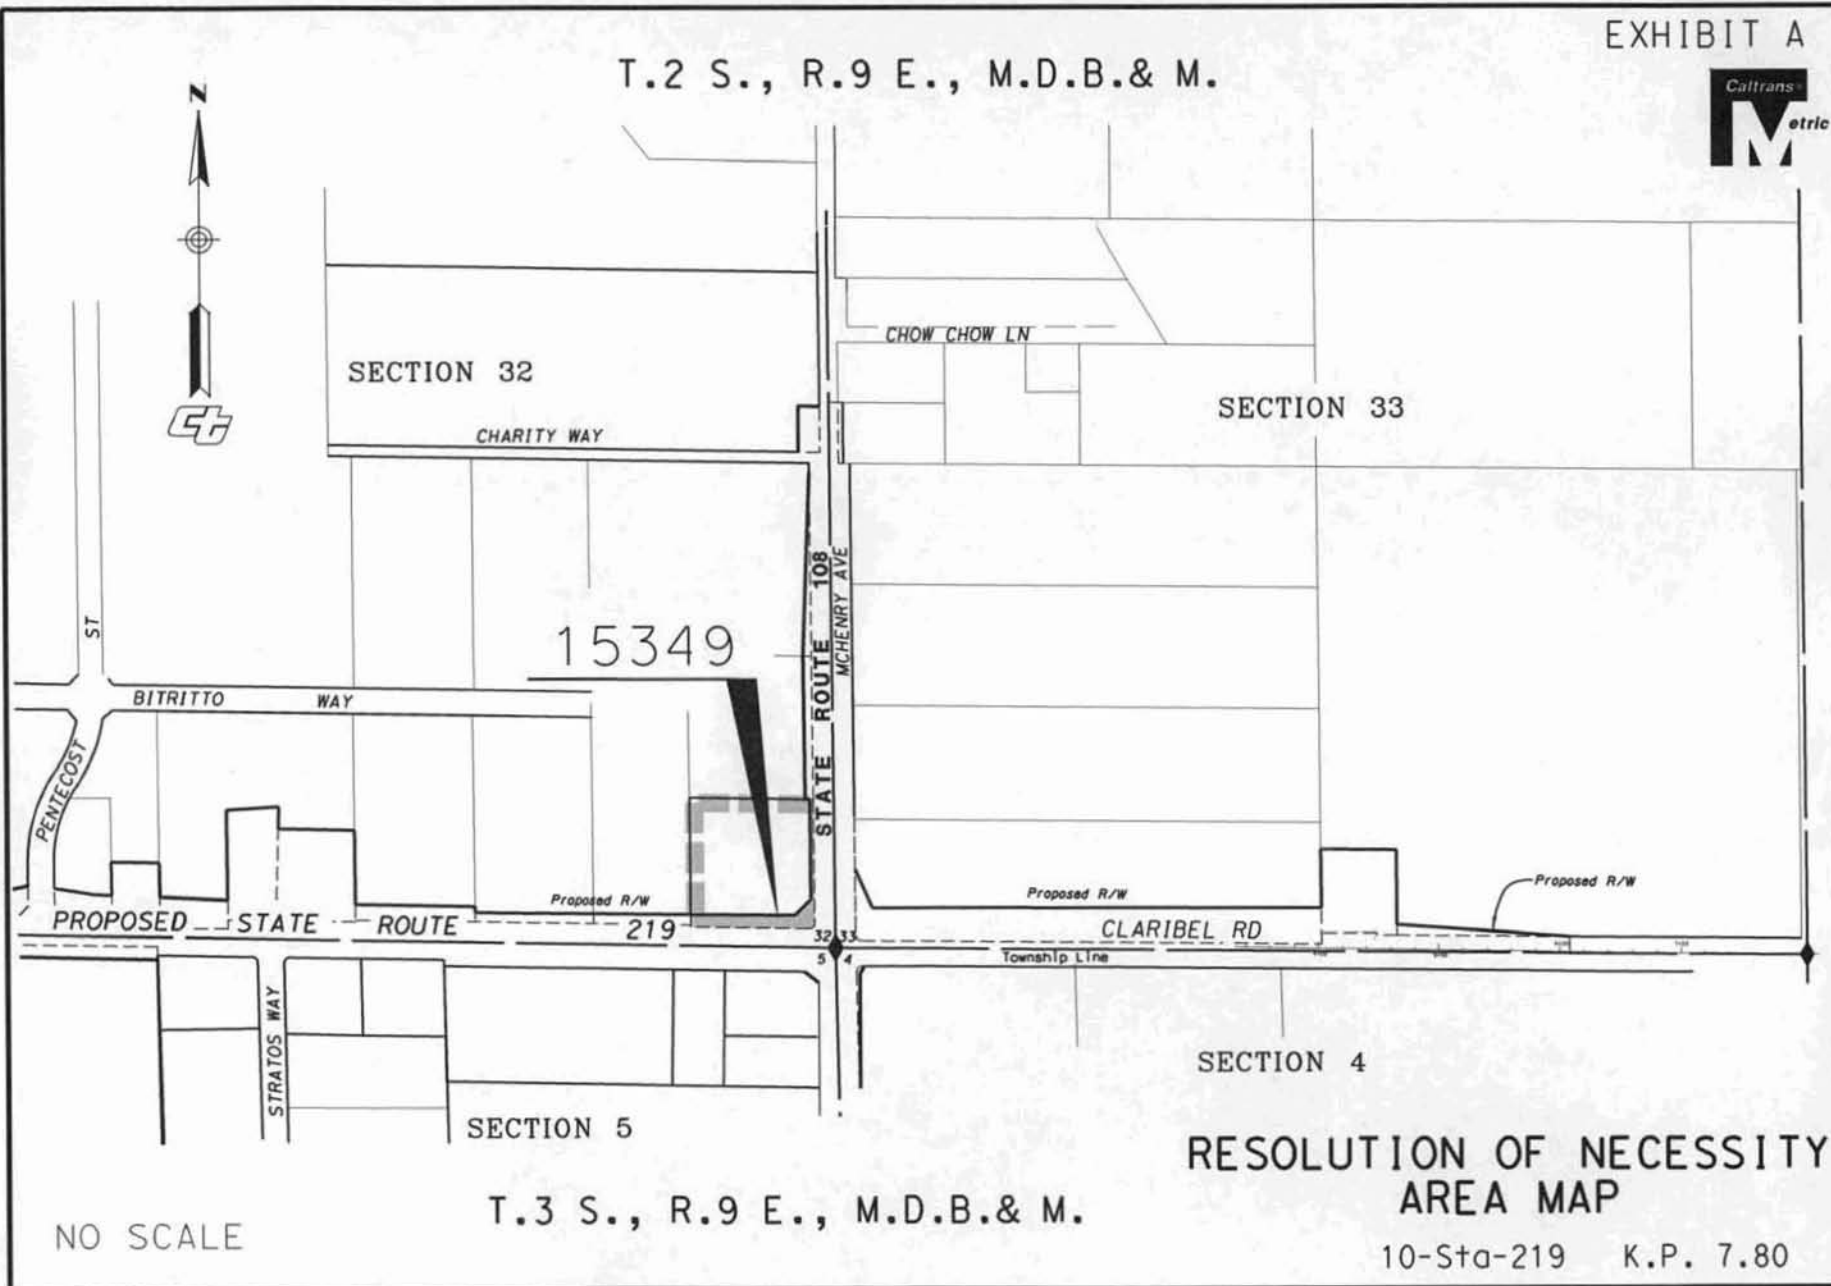 EXHIBIT A
T.2 S., R.9 E., M.D.B.& M.
Caltrans
Metric
N
CHOW CHOW LN
SECTION 32
SECTION 33
CHARITY WAY
ct
STATE ROUTE 108
MCHENRY AVE
ST
15349
BITRITTO WAY
PENTECOST
Proposed R/W
Proposed R/W
Proposed R/W
PROPOSED STATE ROUTE 219
CLARIBEL RD
32 33
5 4
Township Line
STRATOS WAY
SECTION 4
SECTION 5
RESOLUTION OF NECESSITY
AREA MAP
T.3 S., R.9 E., M.D.B.& M.
NO SCALE
10-Sta-219 K.P. 7.80